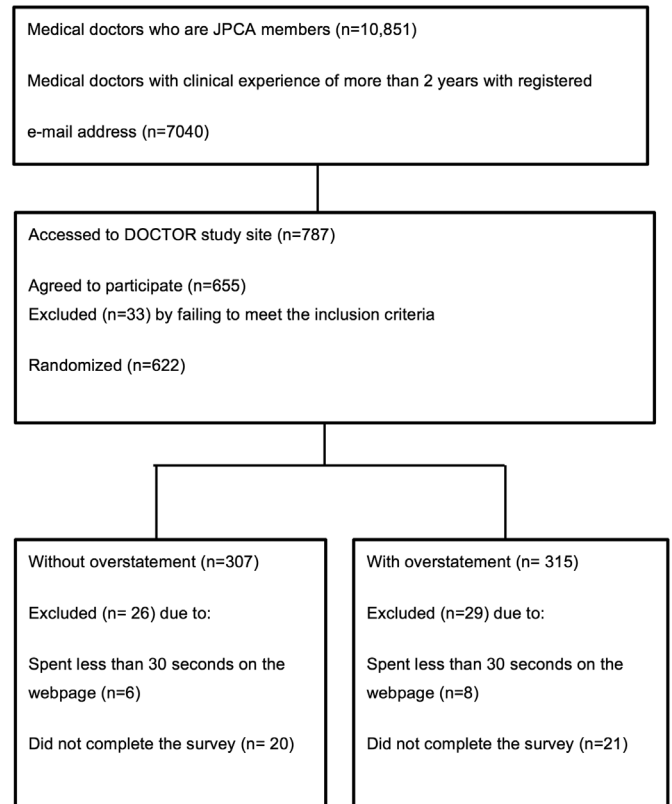 Medical doctors who are JPCA members (n=10,851)
Medical doctors with clinical experience of more than 2 years with registered
e-mail address (n=7040)
Accessed to DOCTOR study site (n=787)
Agreed to participate (n=655)
Excluded (n=33) by failing to meet the inclusion criteria
Randomized (n=622)
Without overstatement (n=307)
Excluded (n= 26) due to:
Spent less than 30 seconds on the
webpage (n=6)
Did not complete the survey (n= 20)
With overstatement (n= 315)
Excluded (n=29) due to:
Spent less than 30 seconds on the
webpage (n=8)
Did not complete the survey (n=21)